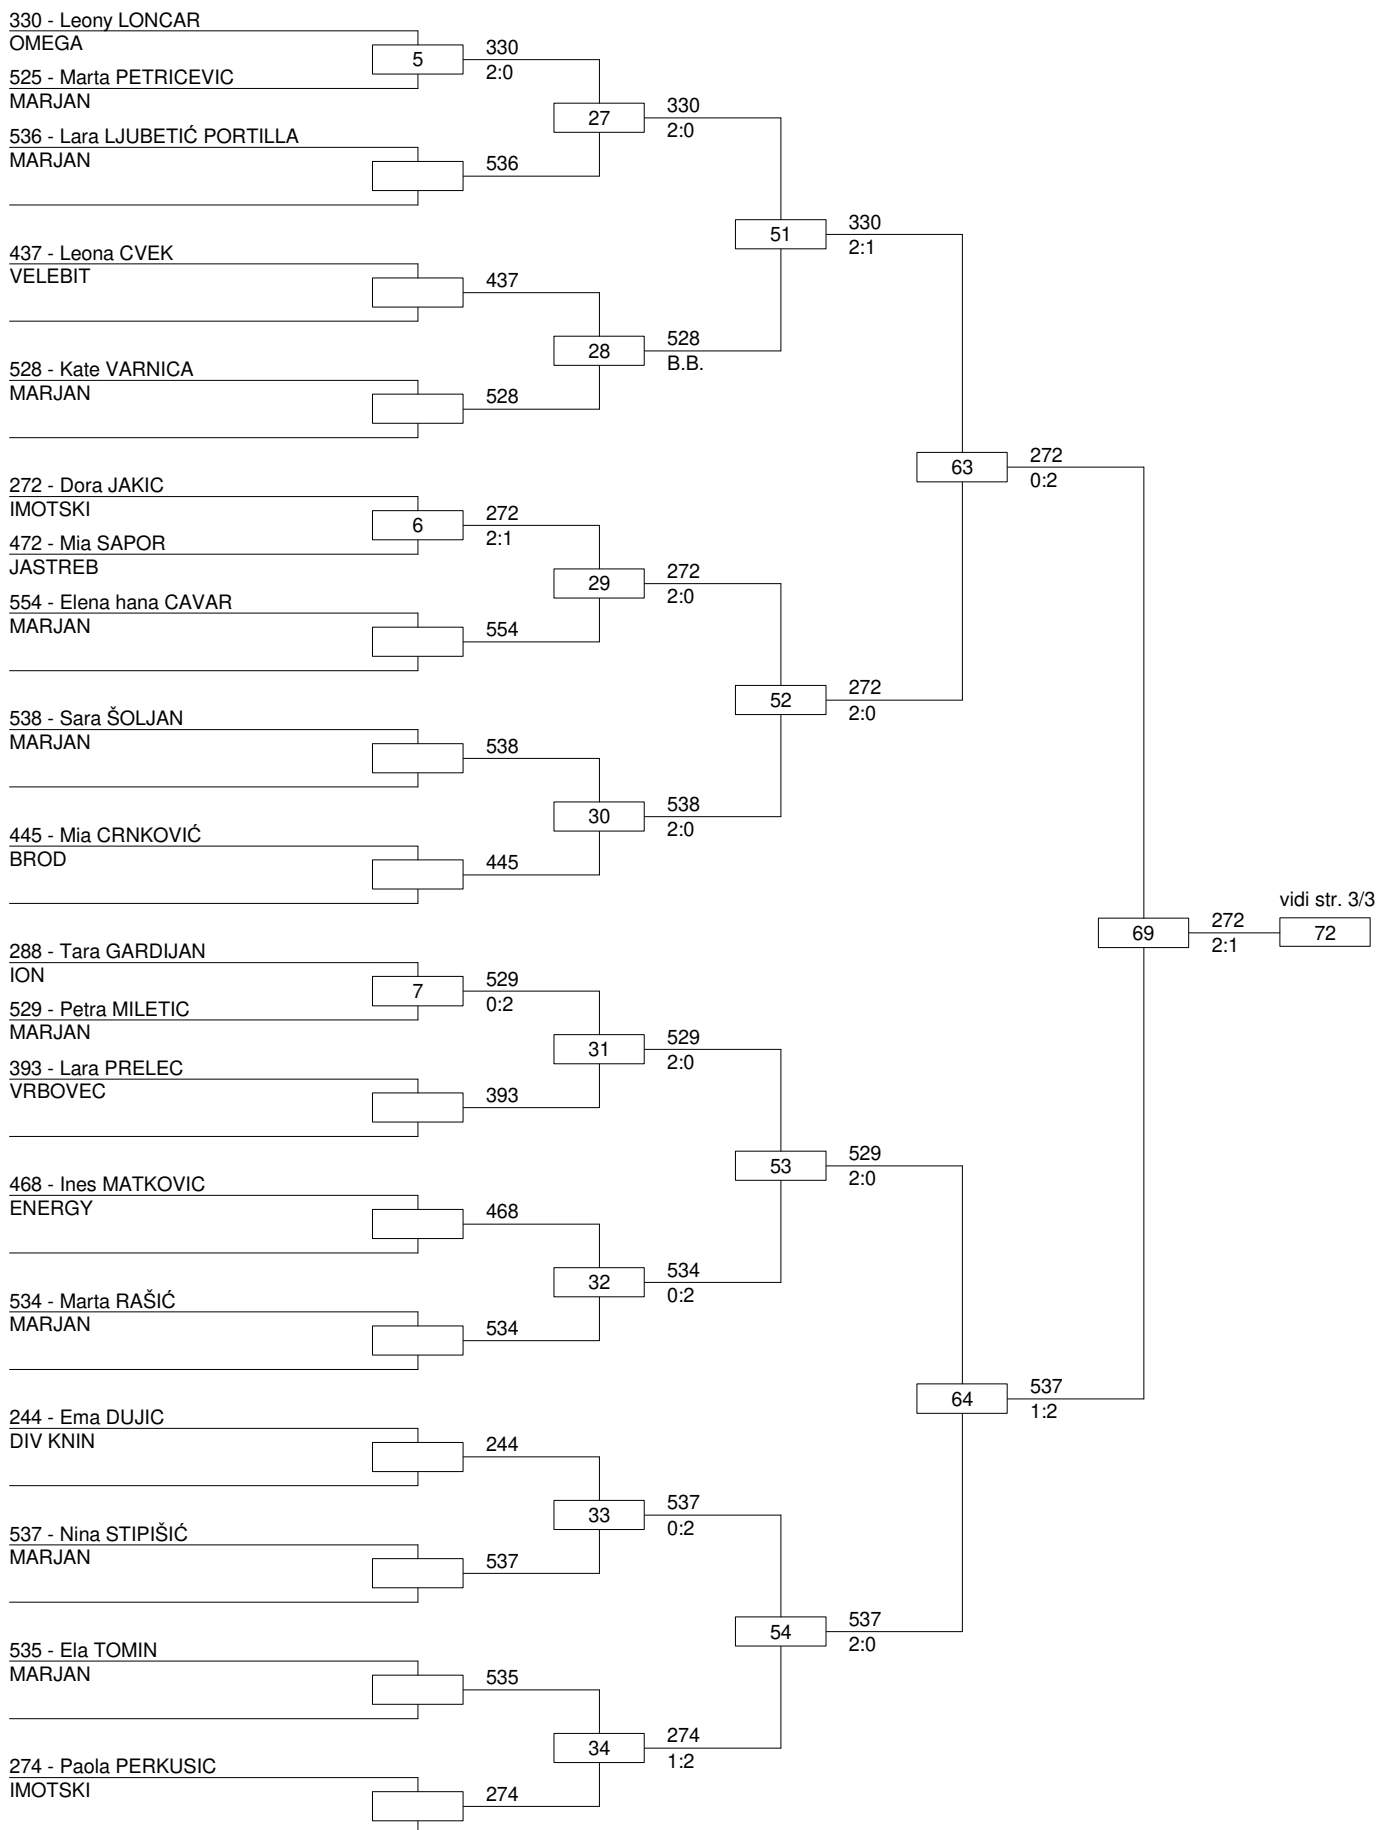 330 - Leony LONCAR
OMEGA
5
330
2:0
525 - Marta PETRICEVIC
MARJAN
27
330
2:0
536 - Lara LJUBETIĆ PORTILLA
MARJAN
536
51
330
2:1
437 - Leona CVEK
VELEBIT
437
28
528
B.B.
528 - Kate VARNICA
MARJAN
528
63
272
0:2
272 - Dora JAKIC
IMOTSKI
6
272
2:1
472 - Mia SAPOR
JASTREB
29
272
2:0
554 - Elena hana CAVAR
MARJAN
554
52
272
2:0
538 - Sara ŠOLJAN
MARJAN
538
30
538
2:0
445 - Mia CRNKOVIĆ
BROD
445
vidi str. 3/3
69
272
2:1
72
288 - Tara GARDIJAN
ION
7
529
0:2
529 - Petra MILETIC
MARJAN
31
529
2:0
393 - Lara PRELEC
VRBOVEC
393
53
529
2:0
468 - Ines MATKOVIC
ENERGY
468
32
534
0:2
534 - Marta RAŠIĆ
MARJAN
534
64
537
1:2
244 - Ema DUJIC
DIV KNIN
244
33
537
0:2
537 - Nina STIPIŠIĆ
MARJAN
537
54
537
2:0
535 - Ela TOMIN
MARJAN
535
34
274
1:2
274 - Paola PERKUSIC
IMOTSKI
274